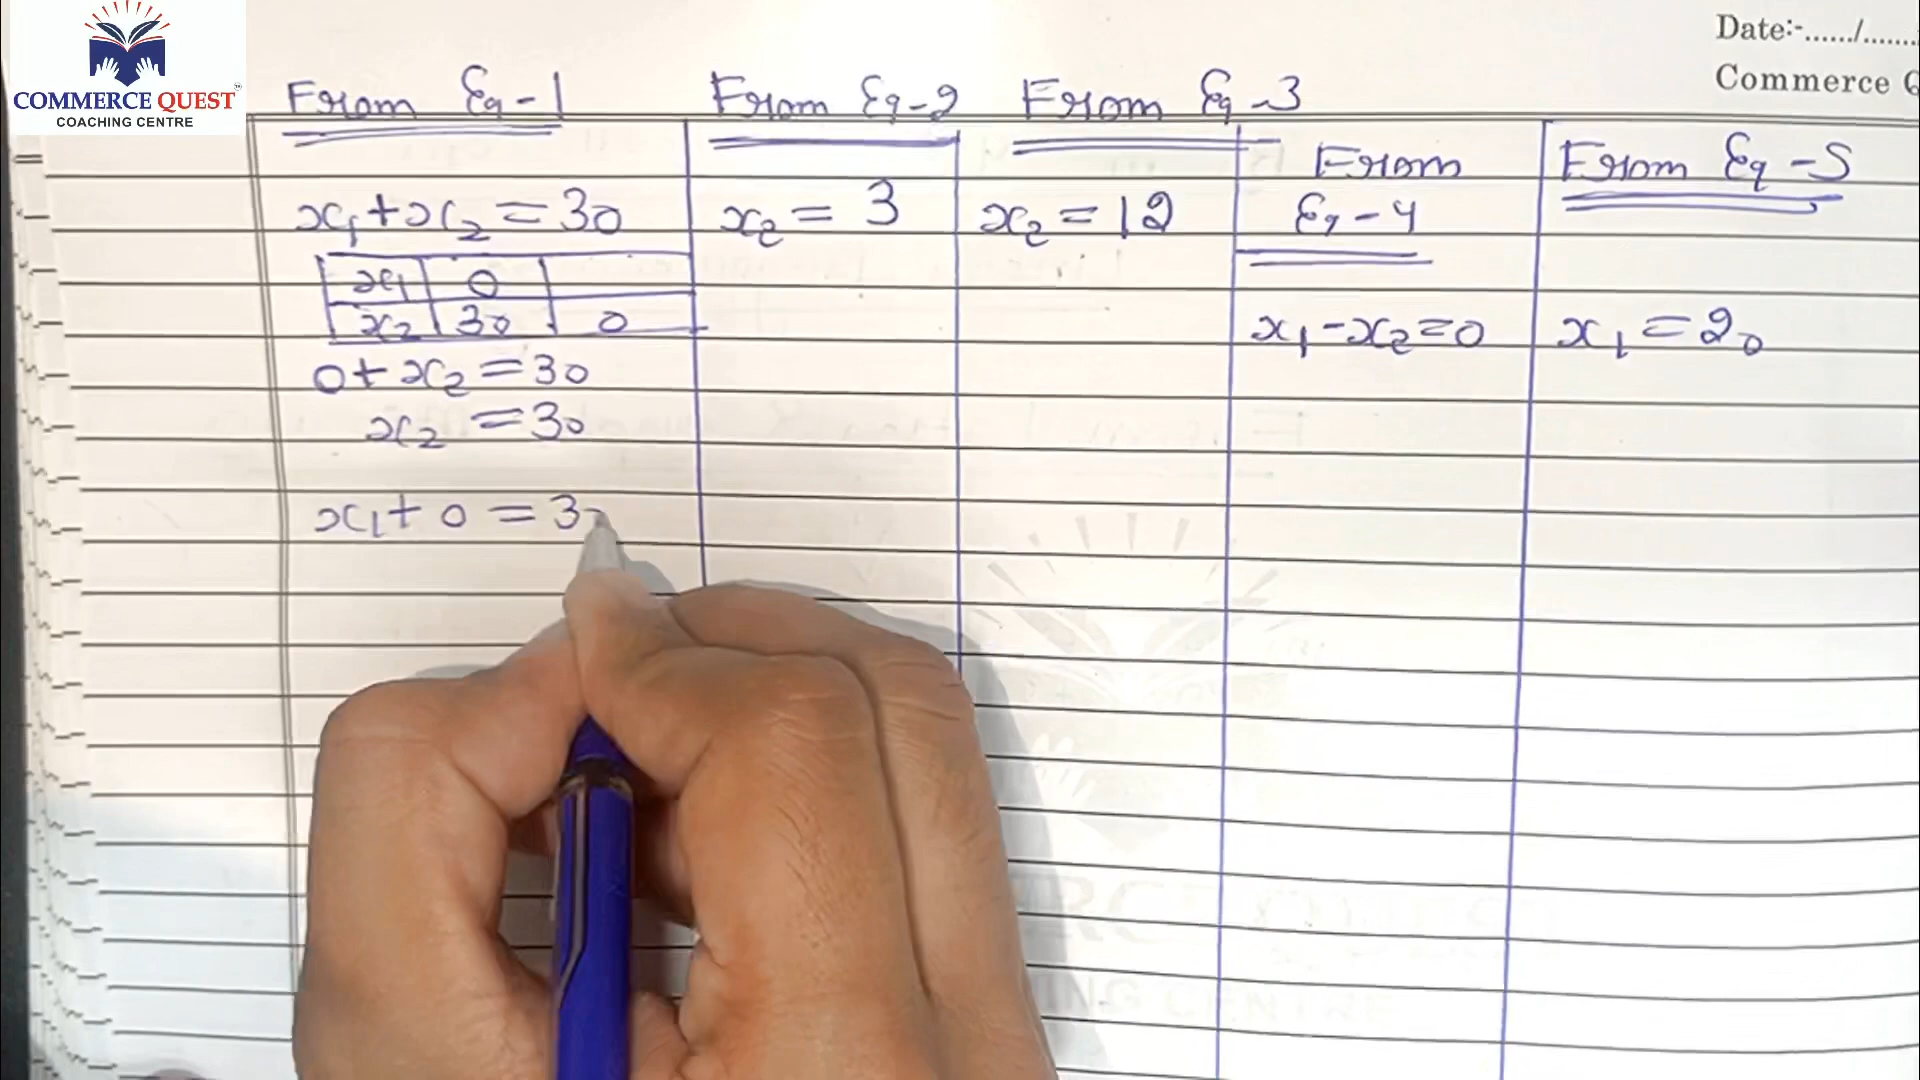 COMMERCE QUEST
COACHING CENTRE
Date:-....../.......
Commerce Q
From Eq-1
From Eq-2
From Eq-3
From Eq-4
From Eq-5
x₁+x₂=30
x₂=3
x₂=12
x₁-x₂=0
x₁=20
x₁ 0
x₂ 30 0
0+x₂=30
x₂=30
x₁+0=3